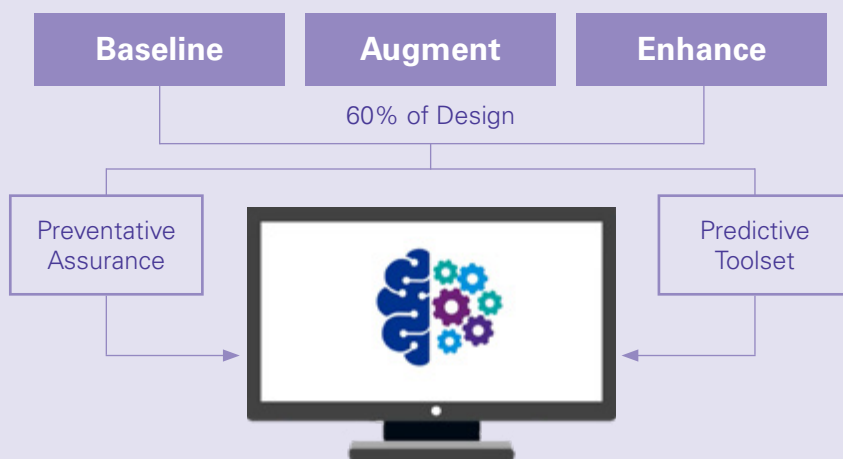 Baseline
Augment
Enhance
60% of Design
Preventative
Assurance
Predictive
Toolset